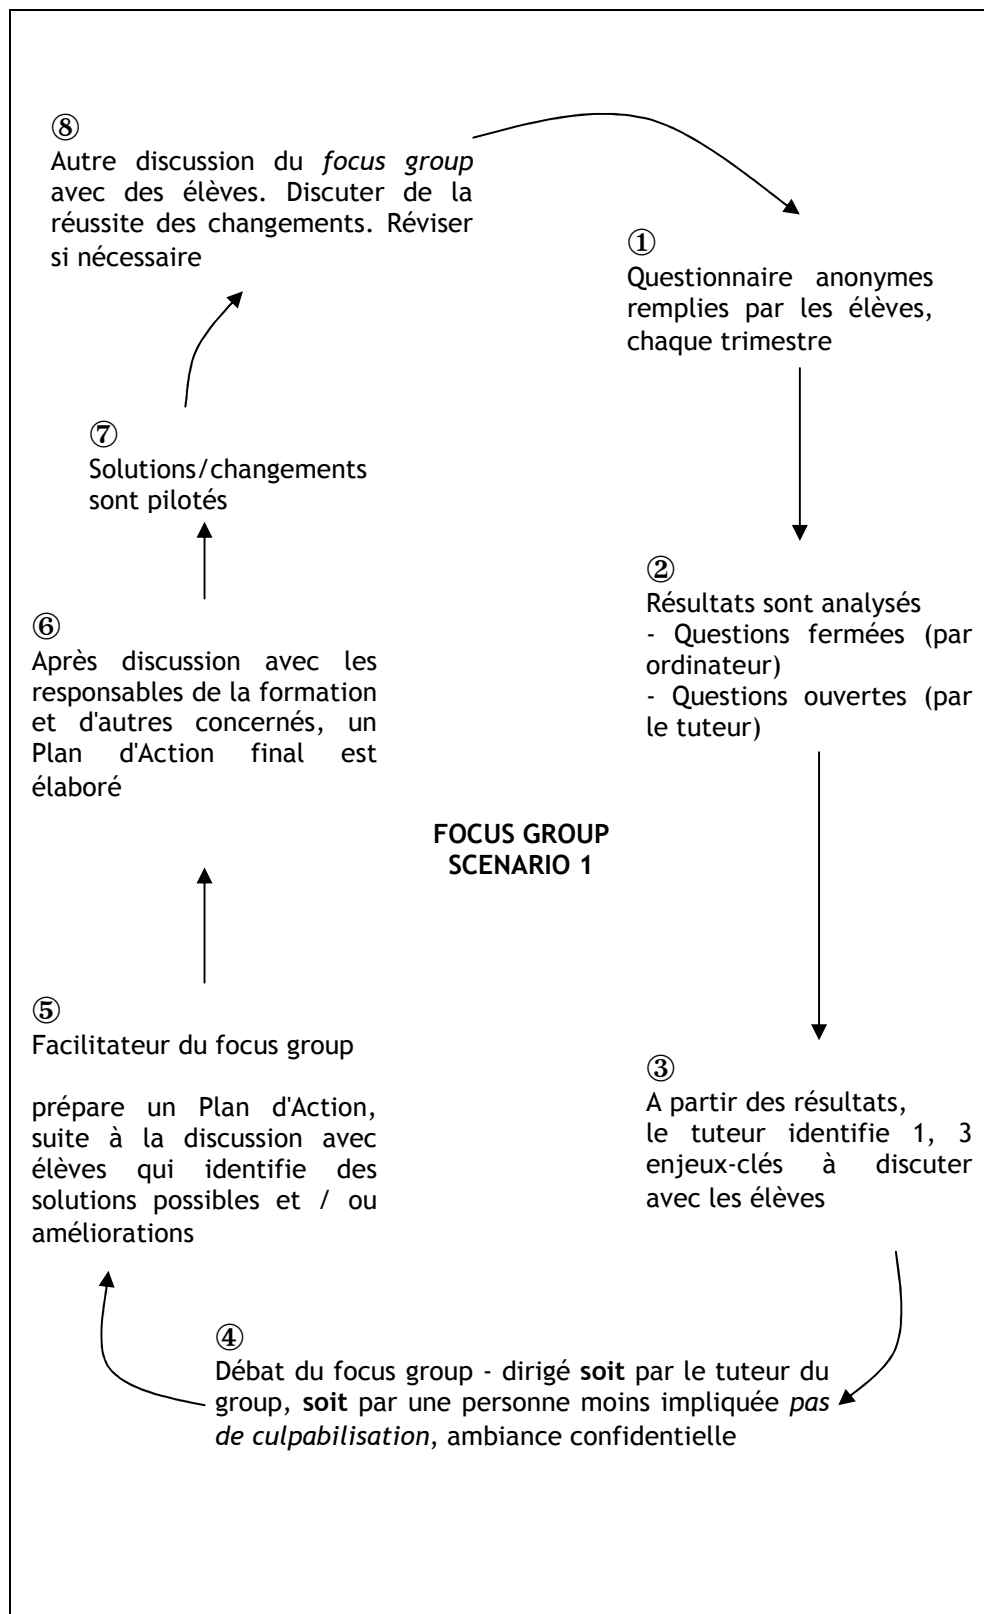 ⑧
Autre discussion du focus group
avec des élèves. Discuter de la
réussite des changements. Réviser
si nécessaire
①
Questionnaire anonymes
remplies par les élèves,
chaque trimestre
⑦
Solutions/changements
sont pilotés
②
Résultats sont analysés
- Questions fermées (par
ordinateur)
- Questions ouvertes (par
le tuteur)
⑥
Après discussion avec les
responsables de la formation
et d'autres concernés, un
Plan d'Action final est
élaboré
FOCUS GROUP
SCENARIO 1
⑤
Facilitateur du focus group
prépare un Plan d'Action,
suite à la discussion avec
élèves qui identifie des
solutions possibles et / ou
améliorations
③
A partir des résultats,
le tuteur identifie 1, 3
enjeux-clés à discuter
avec les élèves
④
Débat du focus group - dirigé soit par le tuteur du
group, soit par une personne moins impliquée pas
de culpabilisation, ambiance confidentielle